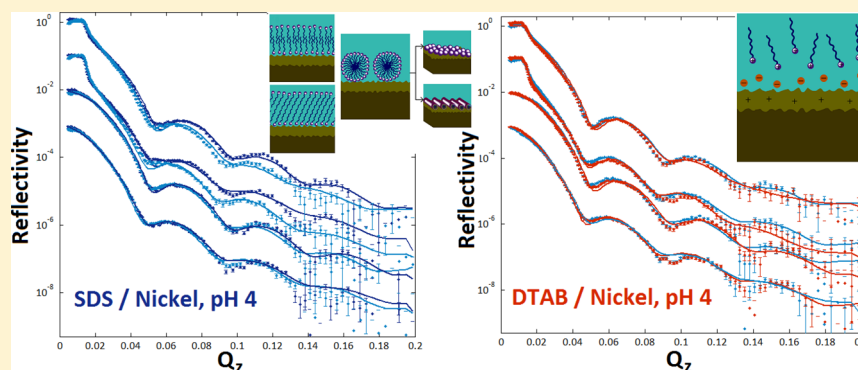 10^0
10^-2
10^-4
10^-6
10^-8
Reflectivity
SDS / Nickel, pH 4
0 0.02 0.04 0.06 0.08 0.1 0.12 0.14 0.16 0.18 0.2
Q_z
10^0
10^-2
10^-4
10^-6
10^-8
Reflectivity
DTAB / Nickel, pH 4
0 0.02 0.04 0.06 0.08 0.1 0.12 0.14 0.16 0.18
Q_z